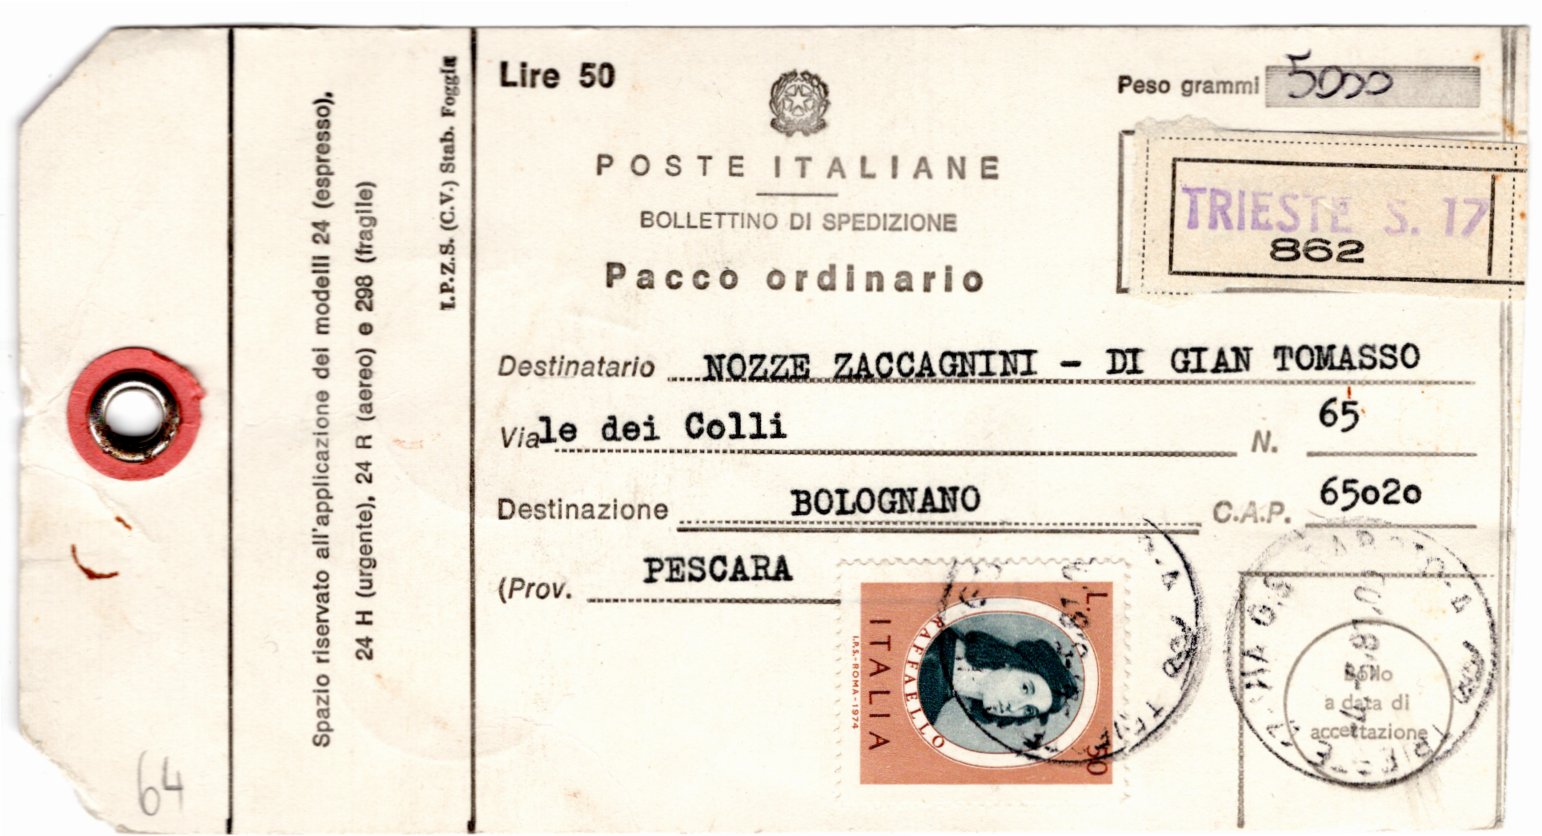 Spazio riservato all'applicazione dei modelli 24 (espresso),
24 H (urgente), 24 R (aereo) e 298 (fragile)
I.P.Z.S. (C.V.) Stab. Foggia
64
Lire 50
Peso grammi 5000
POSTE ITALIANE
BOLLETTINO DI SPEDIZIONE
Pacco ordinario
TRIESTE S. 17
862
Destinatario NOZZE ZACCAGNINI - DI GIAN TOMASSO
Viale dei Colli N. 65
Destinazione BOLOGNANO C.A.P. 65020
(Prov. PESCARA
L. 50
ITALIA
I.P.S.-ROMA-1974
RAFFAELLO
Bollo
a data di
accettazione
TRIESTE